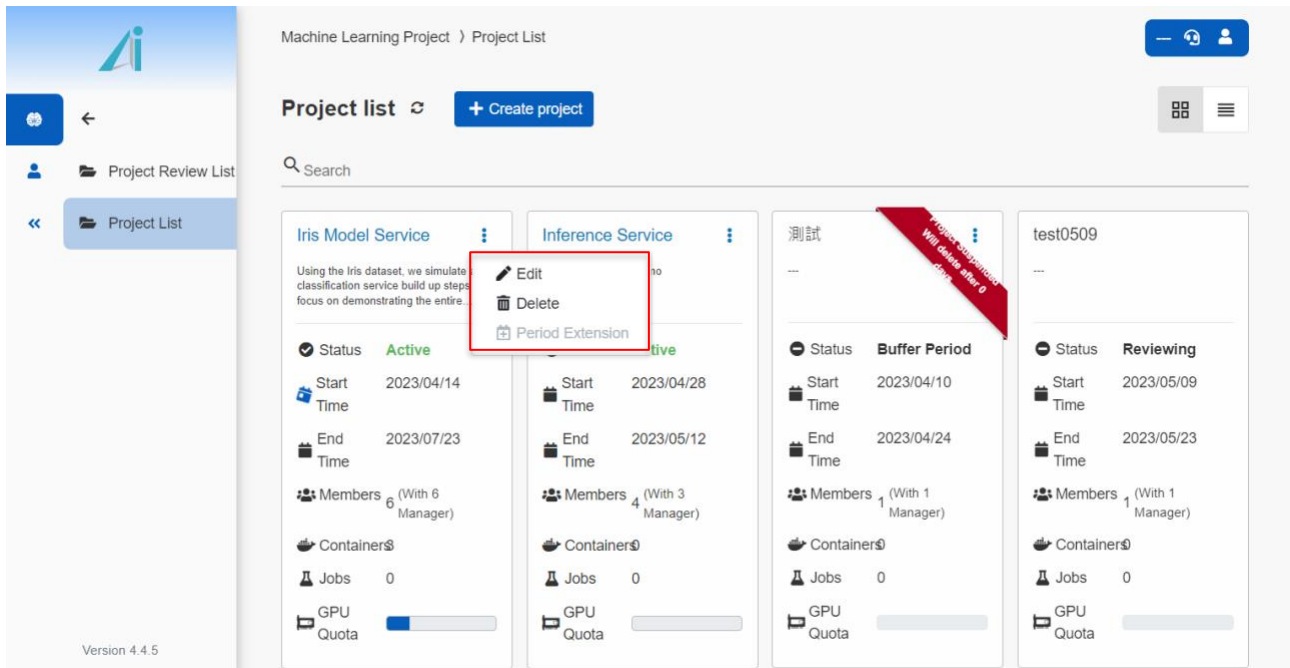 Machine Learning Project 〉 Project List
Project list
+ Create project
Search
Project Review List
Project List
Version 4.4.5
Iris Model Service
Using the Iris dataset, we simulate
classification service build up steps
focus on demonstrating the entire...
Edit
Delete
Period Extension
Status Active
Start Time 2023/04/14
End Time 2023/07/23
Members 6 (With 6 Manager)
Containers
Jobs 0
GPU Quota
Inference Service
Start Time 2023/04/28
End Time 2023/05/12
Members 4 (With 3 Manager)
Containers0
Jobs 0
GPU Quota
測試
---
Project Suspended
Will delete after 0
days
Status Buffer Period
Start Time 2023/04/10
End Time 2023/04/24
Members 1 (With 1 Manager)
Containers0
Jobs 0
GPU Quota
test0509
---
Status Reviewing
Start Time 2023/05/09
End Time 2023/05/23
Members 1 (With 1 Manager)
Containers0
Jobs 0
GPU Quota